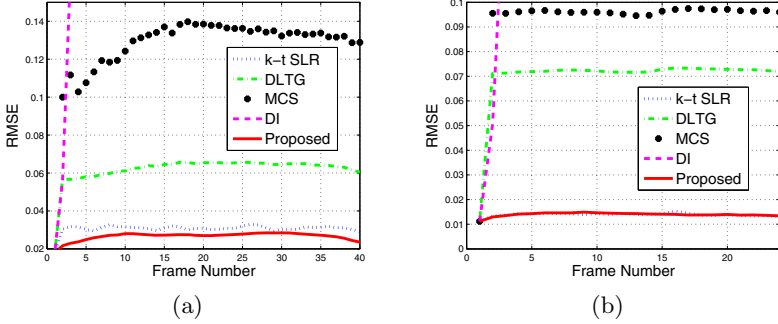 0.14
0.12
0.1
0.08
0.06
0.04
0.02
0 5 10 15 20 25 30 35 40
RMSE
Frame Number
k−t SLR
DLTG
MCS
DI
Proposed
(a)
0.1
0.09
0.08
0.07
0.06
0.05
0.04
0.03
0.02
0.01
0
5 10 15 20
RMSE
Frame Number
k−t SLR
DLTG
MCS
DI
Proposed
(b)